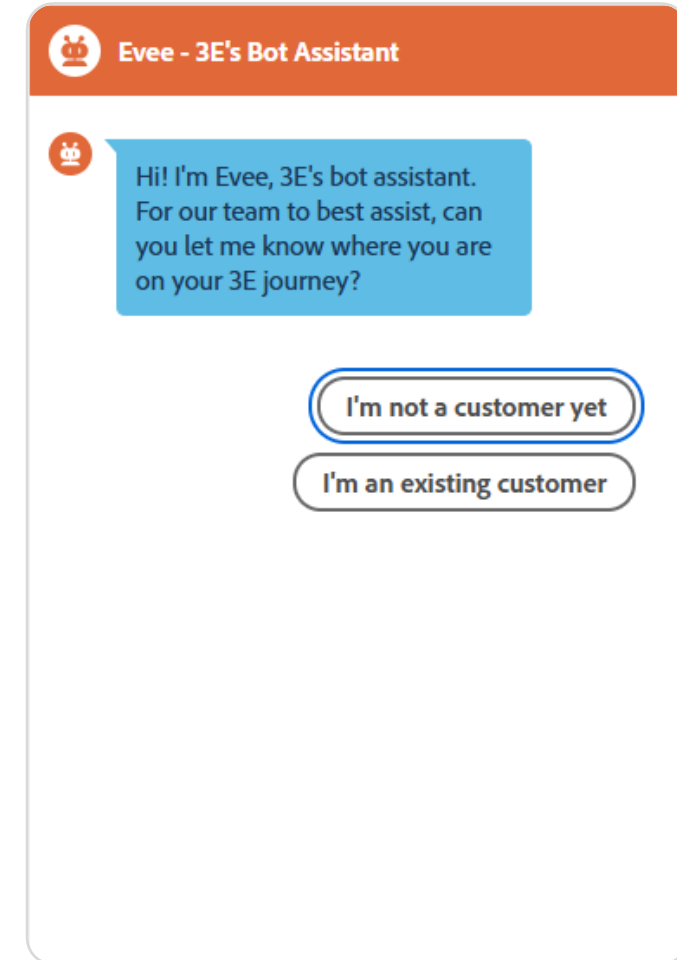 Evee - 3E's Bot Assistant
Hi! I'm Evee, 3E's bot assistant.
For our team to best assist, can
you let me know where you are
on your 3E journey?
I'm not a customer yet
I'm an existing customer